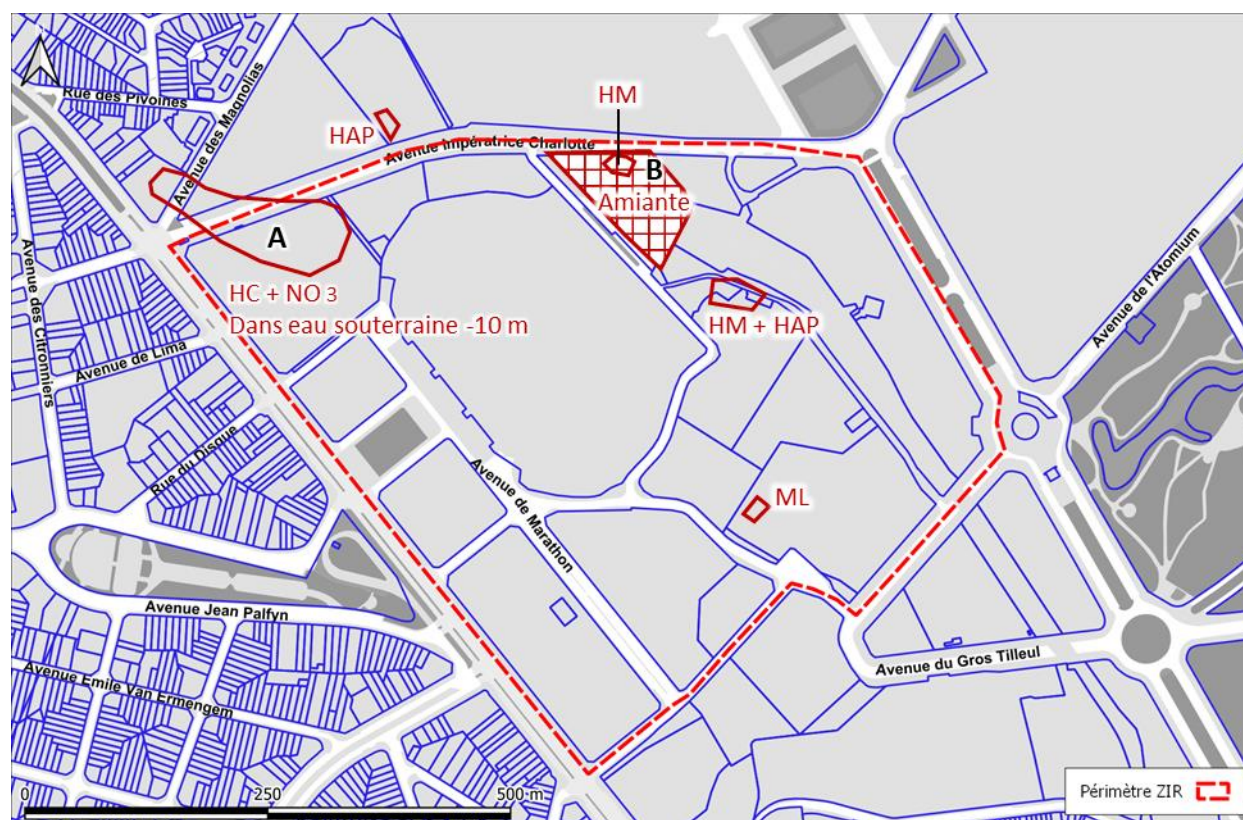 HM
Rue des Pivoines
Avenue des Magnolias
HAP
Avenue Impératrice Charlotte
B
Amiante
A
HC + NO 3
Dans eau souterraine -10 m
HM + HAP
Avenue de l'Atomium
Avenue des Citronniers
Avenue de Lima
Rue du Disque
Avenue de Marathon
ML
Avenue Jean Palfyn
Avenue du Gros Tilleul
Avenue Emile Van Ermengem
0 250 500 m
Périmètre ZIR